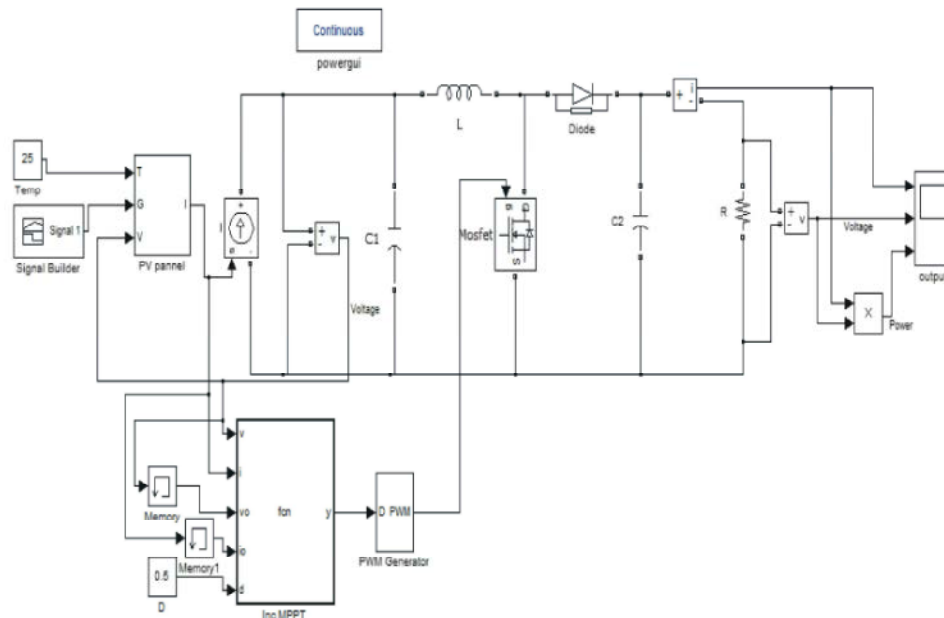 Continuous
powergui
L
Diode
+
-
i
25
Temp
T
G
V
I
PV pannel
Signal 1
Signal Builder
I
+
-
v
Voltage
C1
g
D
Mosfet
S
C2
R
+
-
v
Voltage
output
X
Power
v
i
vo
io
d
fcn
y
Inc MPPT
Memory
Memory1
0.5
D
D PWM
PWM Generator